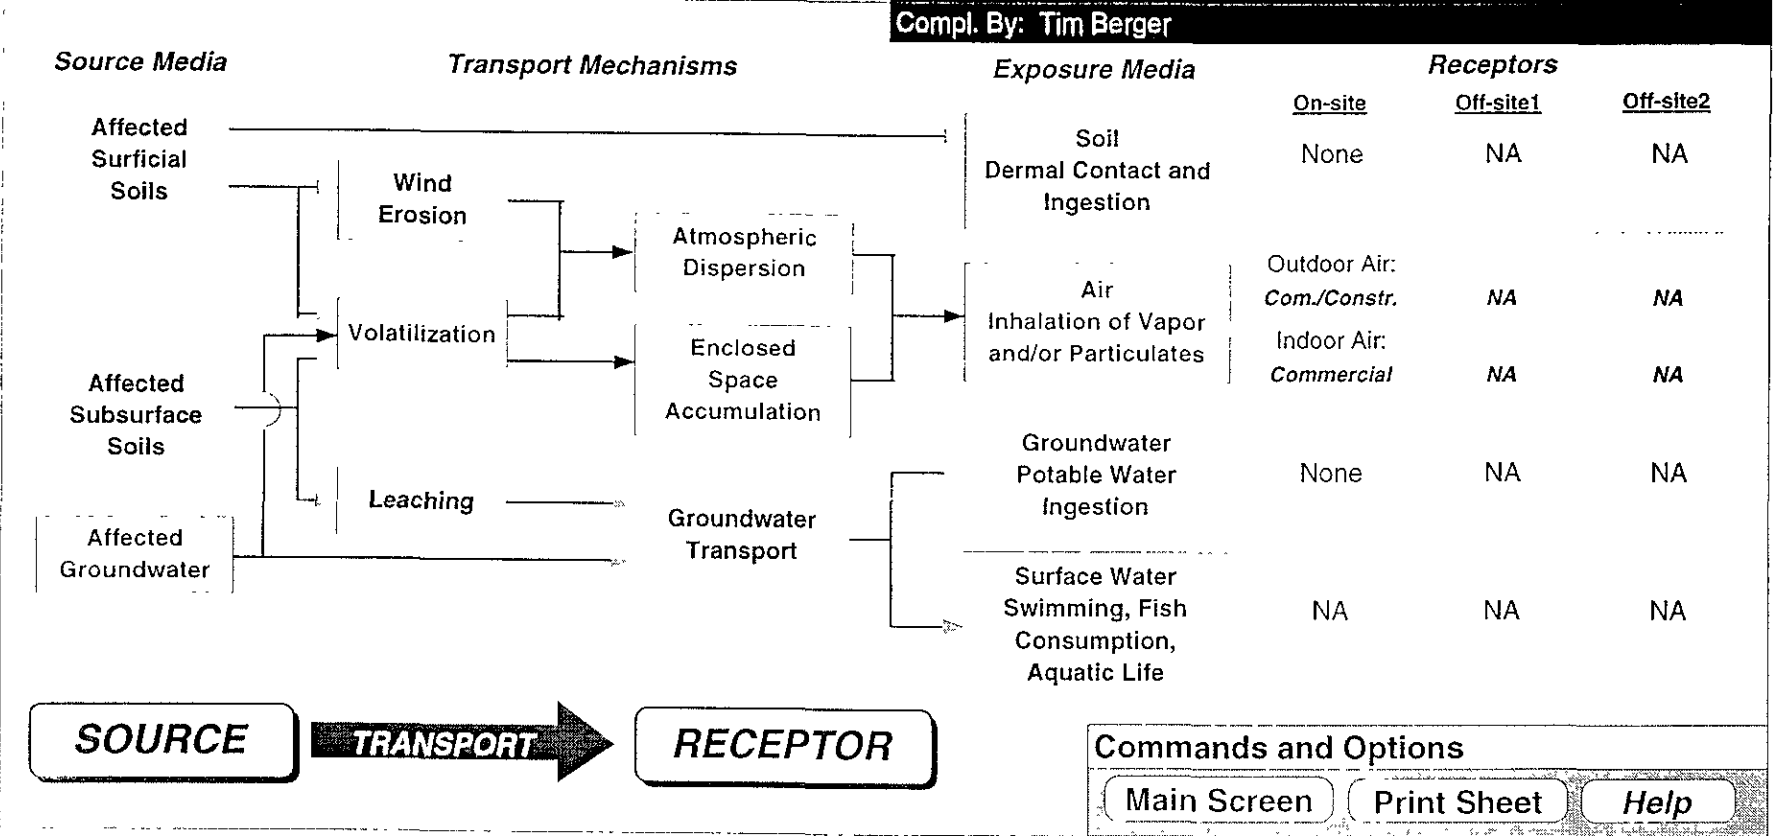 Compl. By: Tim Berger
Source Media
Transport Mechanisms
Exposure Media
Receptors
On-site
Off-site1
Off-site2
Affected
Surficial
Soils
Wind
Erosion
Volatilization
Affected
Subsurface
Soils
Leaching
Affected
Groundwater
Atmospheric
Dispersion
Enclosed
Space
Accumulation
Groundwater
Transport
Soil
Dermal Contact and
Ingestion
None
NA
NA
Air
Inhalation of Vapor
and/or Particulates
Outdoor Air:
Com./Constr.
NA
NA
Indoor Air:
Commercial
NA
NA
Groundwater
Potable Water
Ingestion
None
NA
NA
Surface Water
Swimming, Fish
Consumption,
Aquatic Life
NA
NA
NA
SOURCE
TRANSPORT
RECEPTOR
Commands and Options
Main Screen
Print Sheet
Help